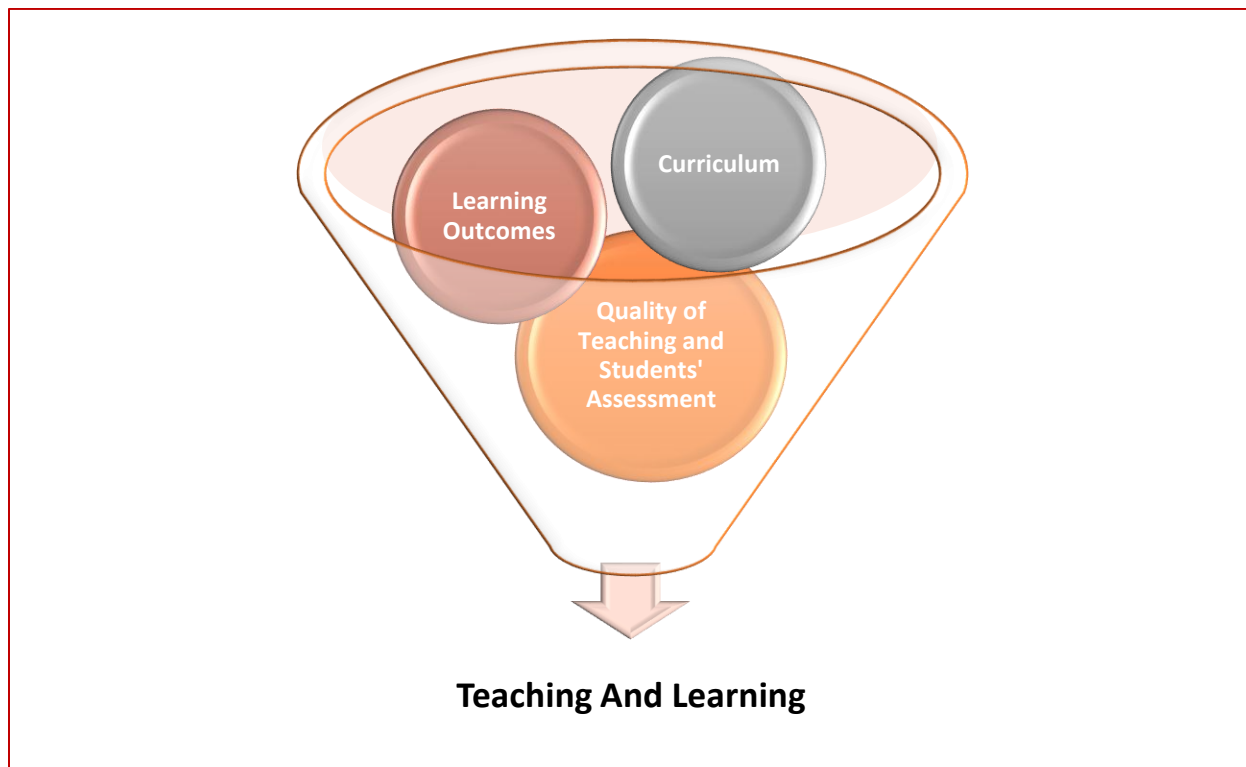 Curriculum
Learning
Outcomes
Quality of
Teaching and
Students'
Assessment
Teaching And Learning